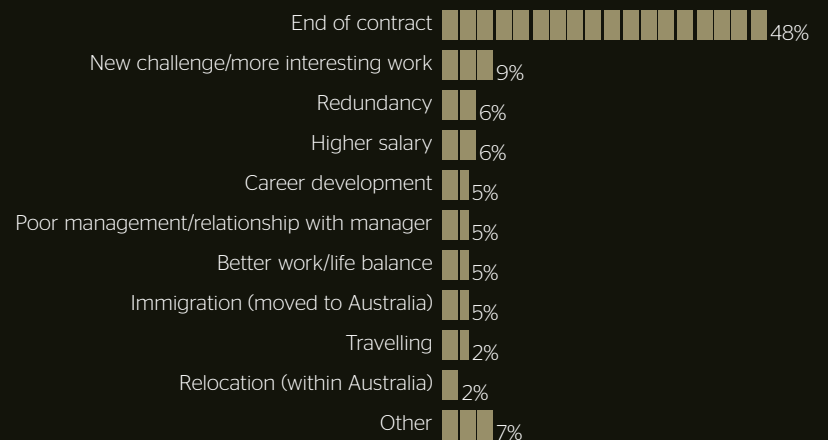 End of contract 48%
New challenge/more interesting work 9%
Redundancy 6%
Higher salary 6%
Career development 5%
Poor management/relationship with manager 5%
Better work/life balance 5%
Immigration (moved to Australia) 5%
Travelling 2%
Relocation (within Australia) 2%
Other 7%